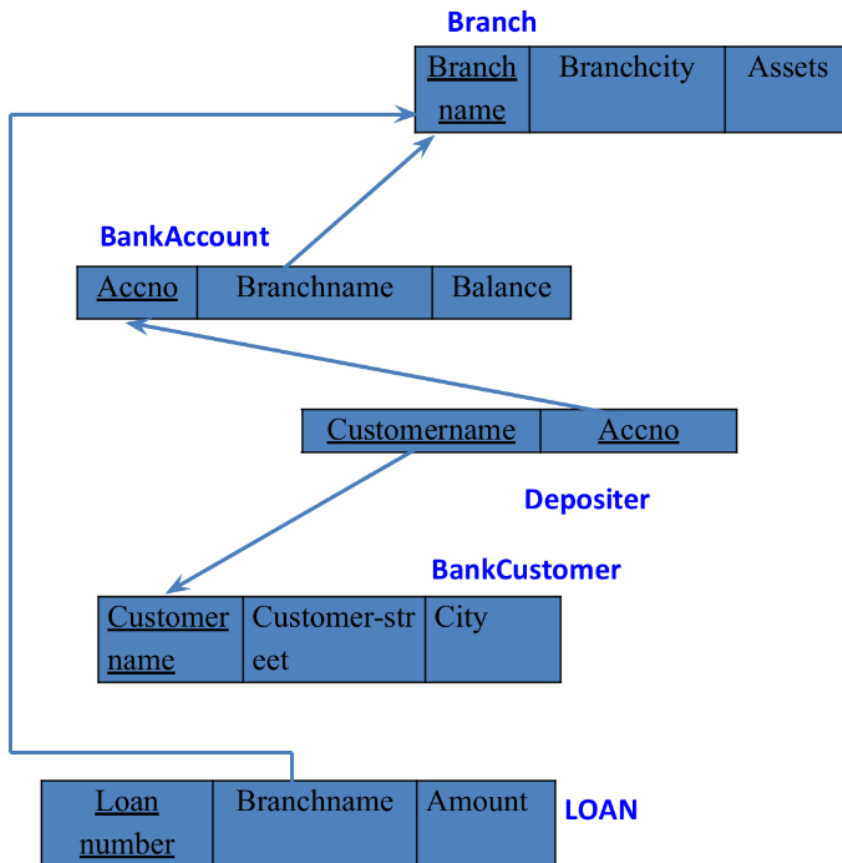 Branch
Branch Branchcity Assets
name
BankAccount
Accno Branchname Balance
Customername Accno
Depositer
BankCustomer
Customer Customer-str City
name eet
Loan Branchname Amount LOAN
number